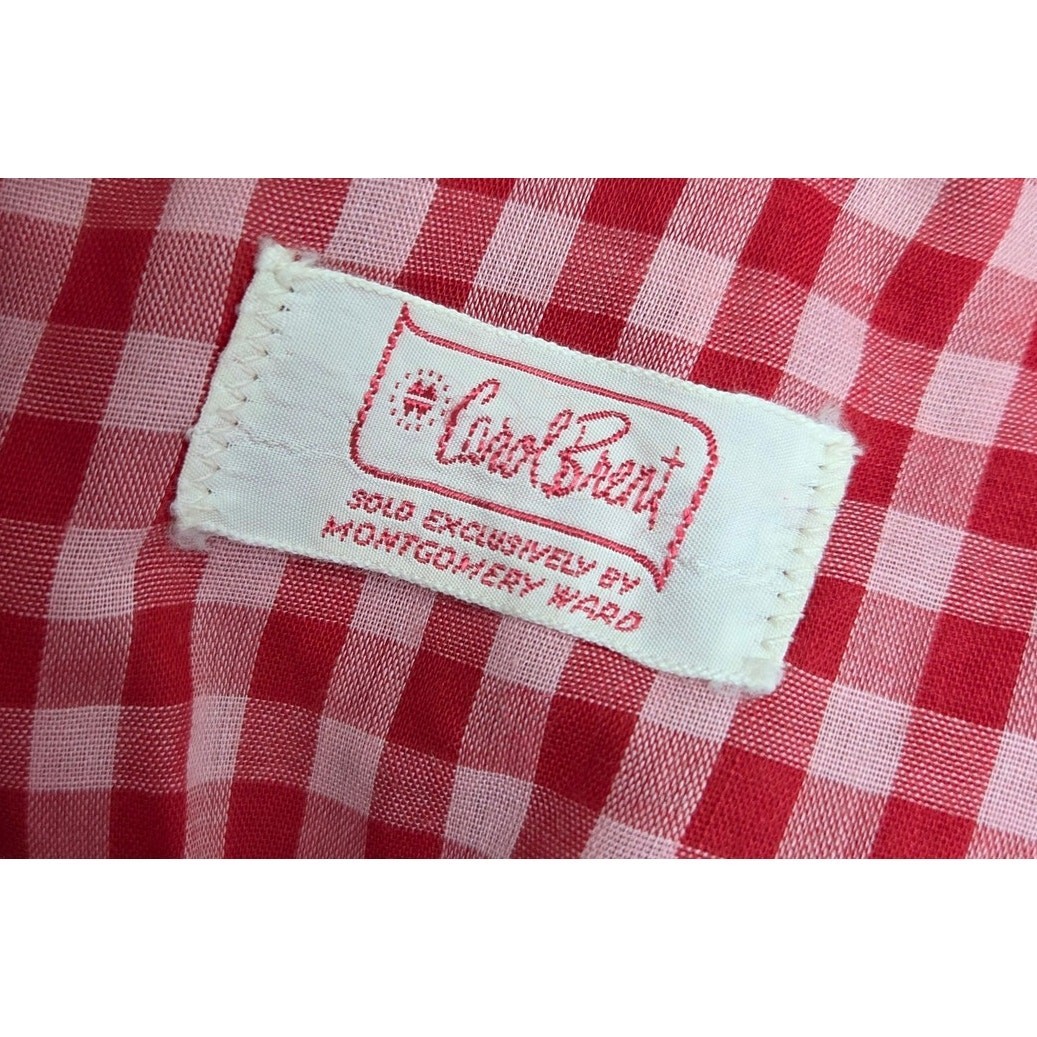 Carol Brent
SOLD EXCLUSIVELY BY
MONTGOMERY WARD